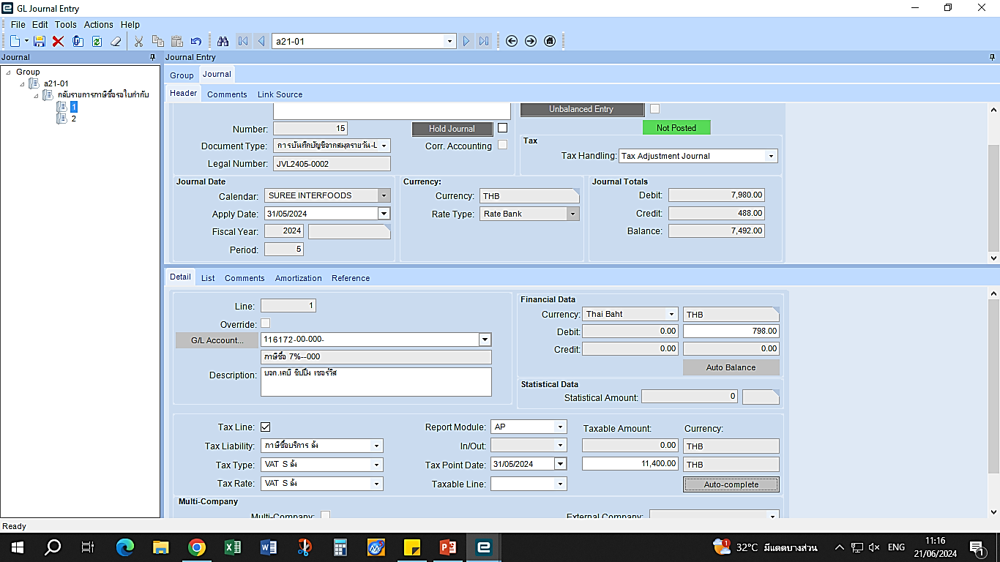 GL Journal Entry
File Edit Tools Actions Help
a21-01
Journal
Journal Entry
Group
a21-01
กลับรายการภาษีซื้อรอใบกำกับ
1
2
Group Journal
Header Comments Link Source
Unbalanced Entry
Number: 15
Hold Journal
Not Posted
Document Type: การบันทึกบัญชีจากสมุดรายวัน-L
Corr. Accounting
Tax
Tax Handling: Tax Adjustment Journal
Legal Number: JVL2405-0002
Journal Date
Currency:
Journal Totals
Calendar: SUREE INTERFOODS
Currency: THB
Debit: 7,980.00
Apply Date: 31/05/2024
Rate Type: Rate Bank
Credit: 488.00
Fiscal Year: 2024
Balance: 7,492.00
Period: 5
Detail List Comments Amortization Reference
Line: 1
Financial Data
Currency: Thai Baht THB
Override:
Debit: 0.00 798.00
G/L Account... 116172-00-000-
Credit: 0.00 0.00
ภาษีซื้อ 7%--000
Auto Balance
Description: บจก.เคบี ชิปปิ้ง เซอร์วิส
Statistical Data
Statistical Amount: 0
Tax Line:
Report Module: AP
Taxable Amount: Currency:
Tax Liability: ภาษีซื้อบริการ ลัง
In/Out:
0.00 THB
Tax Type: VAT S ลัง
Tax Point Date: 31/05/2024
11,400.00 THB
Tax Rate: VAT S ลัง
Taxable Line:
Auto-complete
Multi-Company
Multi-Company:
External Company:
Ready
32°C มีแดดบางส่วน
ENG
11:16
21/06/2024
1